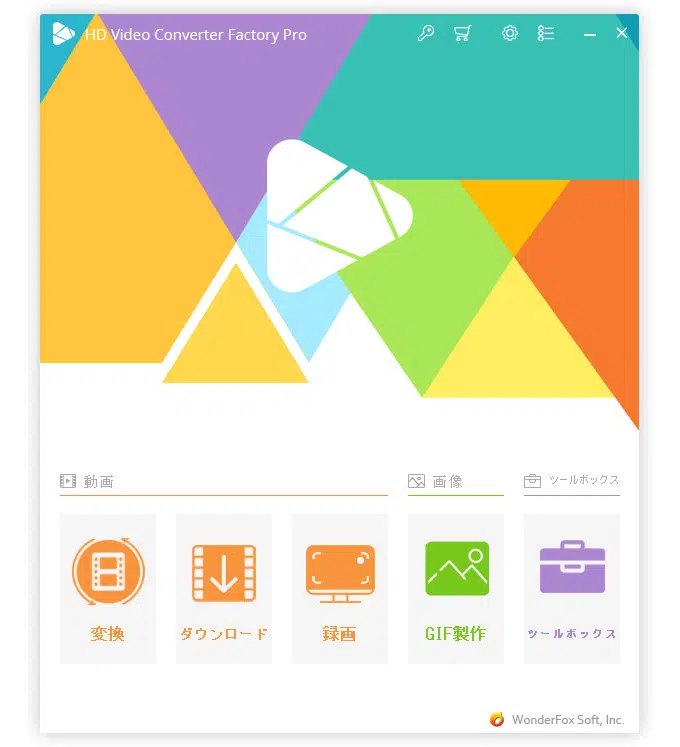 HD Video Converter Factory Pro
動画
画像
ツールボックス
変換
ダウンロード
録画
GIF製作
ツールボックス
WonderFox Soft, Inc.